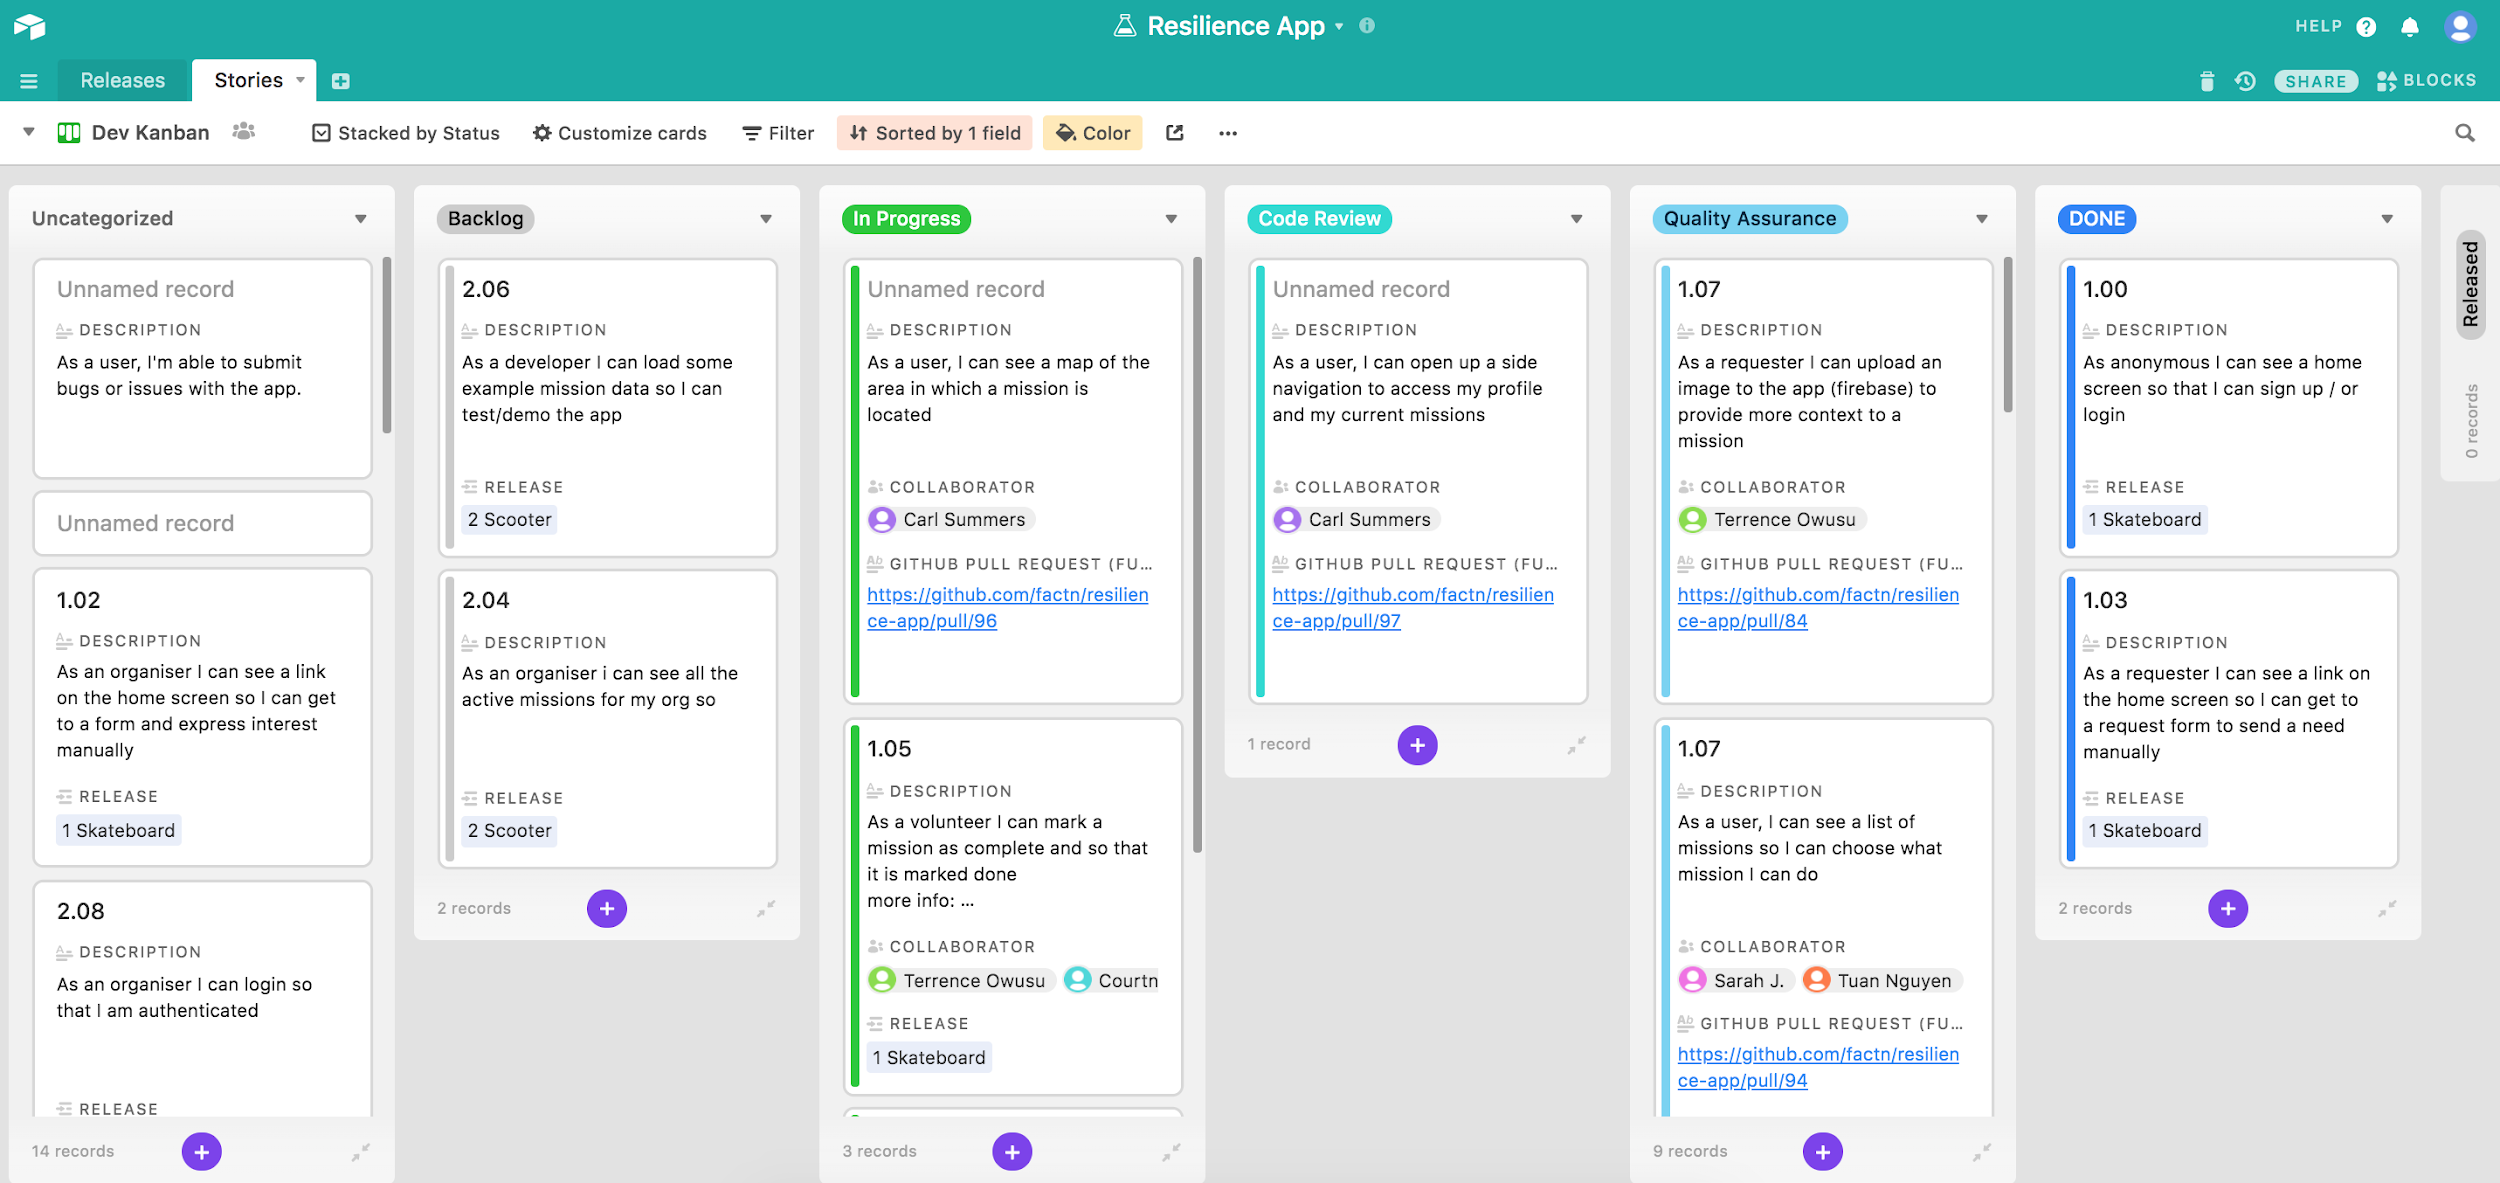 Resilience App
HELP
Releases
Stories
SHARE
BLOCKS
Dev Kanban
Stacked by Status
Customize cards
Filter
Sorted by 1 field
Color
Uncategorized
Unnamed record
DESCRIPTION
As a user, I'm able to submit
bugs or issues with the app.
Unnamed record
1.02
DESCRIPTION
As an organiser I can see a link
on the home screen so I can get
to a form and express interest
manually
RELEASE
1 Skateboard
2.08
DESCRIPTION
As an organiser I can login so
that I am authenticated
RELEASE
14 records
Backlog
2.06
DESCRIPTION
As a developer I can load some
example mission data so I can
test/demo the app
RELEASE
2 Scooter
2.04
DESCRIPTION
As an organiser i can see all the
active missions for my org so
RELEASE
2 Scooter
2 records
In Progress
Unnamed record
DESCRIPTION
As a user, I can see a map of the
area in which a mission is
located
COLLABORATOR
Carl Summers
GITHUB PULL REQUEST (FU...
https://github.com/factn/resilien
ce-app/pull/96
1.05
DESCRIPTION
As a volunteer I can mark a
mission as complete and so that
it is marked done
more info: ...
COLLABORATOR
Terrence Owusu Courtn
RELEASE
1 Skateboard
3 records
Code Review
Unnamed record
DESCRIPTION
As a user, I can open up a side
navigation to access my profile
and my current missions
COLLABORATOR
Carl Summers
GITHUB PULL REQUEST (FU...
https://github.com/factn/resilien
ce-app/pull/97
1 record
Quality Assurance
1.07
DESCRIPTION
As a requester I can upload an
image to the app (firebase) to
provide more context to a
mission
COLLABORATOR
Terrence Owusu
GITHUB PULL REQUEST (FU...
https://github.com/factn/resilien
ce-app/pull/84
1.07
DESCRIPTION
As a user, I can see a list of
missions so I can choose what
mission I can do
COLLABORATOR
Sarah J. Tuan Nguyen
GITHUB PULL REQUEST (FU...
https://github.com/factn/resilien
ce-app/pull/94
9 records
DONE
1.00
DESCRIPTION
As anonymous I can see a home
screen so that I can sign up / or
login
RELEASE
1 Skateboard
1.03
DESCRIPTION
As a requester I can see a link on
the home screen so I can get to
a request form to send a need
manually
RELEASE
1 Skateboard
2 records
Released
0 records